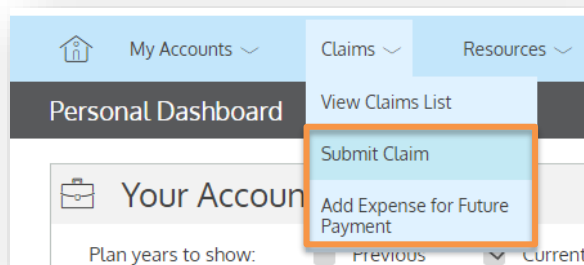 My Accounts Claims Resources
Personal Dashboard
View Claims List
Submit Claim
Add Expense for Future
Payment
Your Accoun
Plan years to show: Previous Current